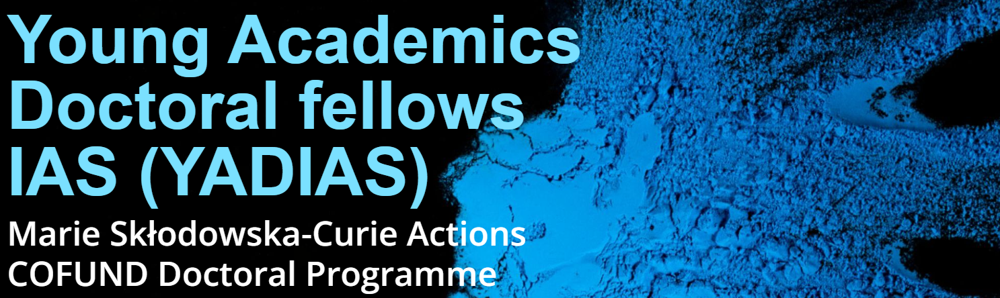 Young Academics
Doctoral fellows
IAS (YADIAS)
Marie Skłodowska-Curie Actions
COFUND Doctoral Programme